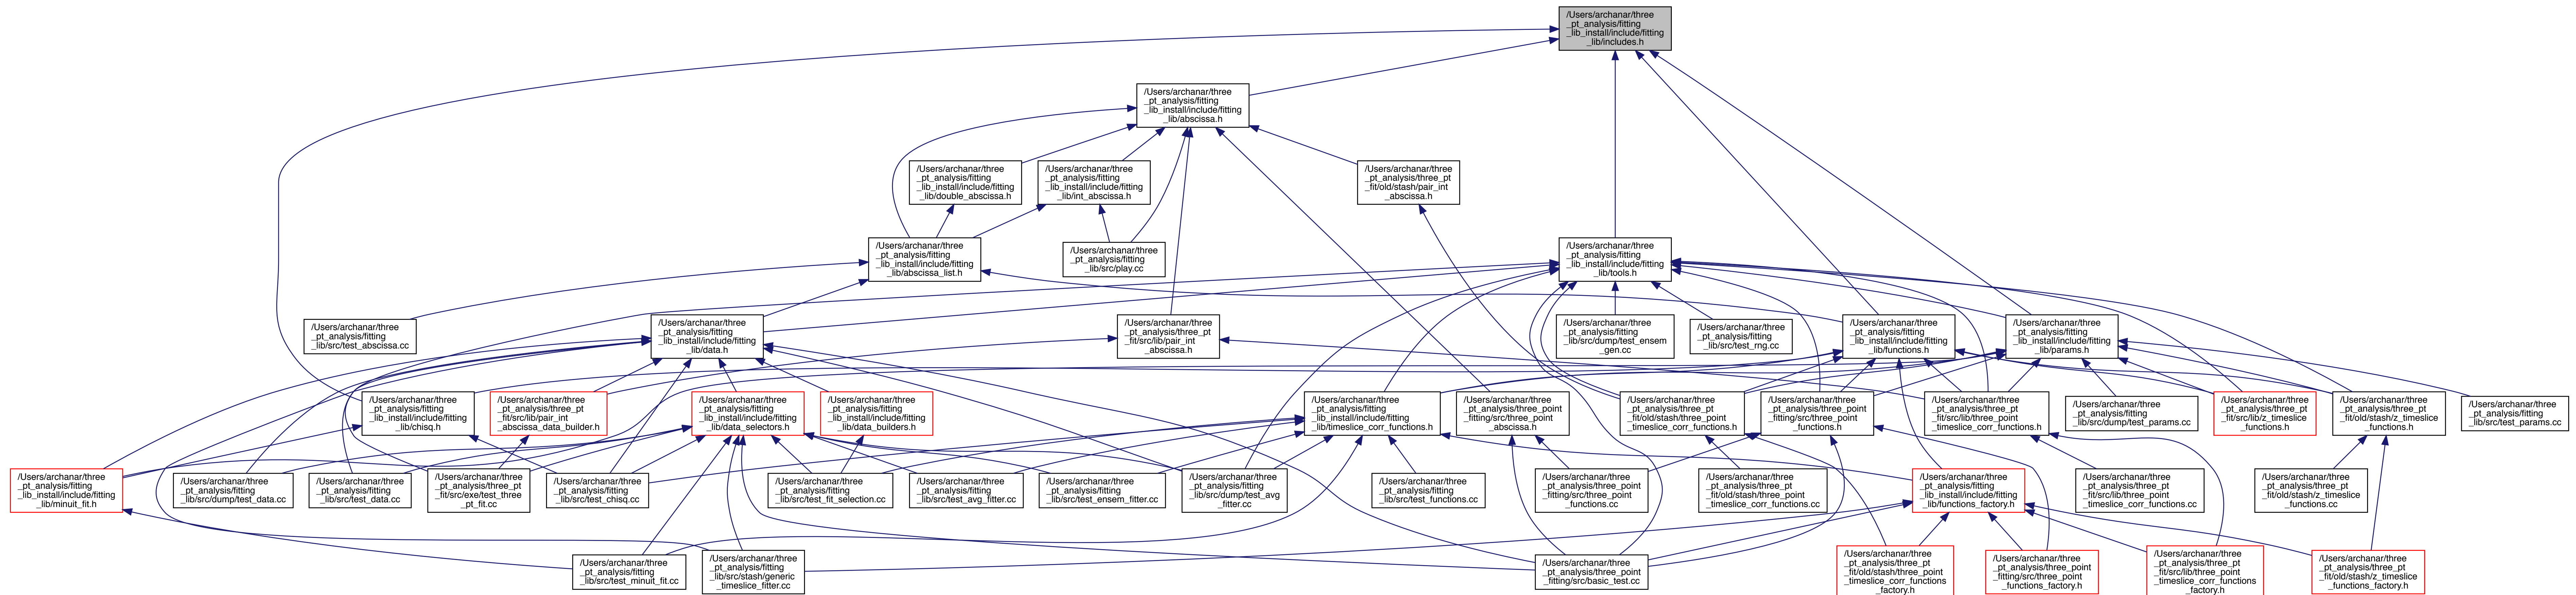 /Users/archanar/three
_pt_analysis/fitting
_lib_install/include/fitting
_lib/includes.h
/Users/archanar/three
_pt_analysis/fitting
_lib_install/include/fitting
_lib/abscissa.h
/Users/archanar/three
_pt_analysis/fitting
_lib_install/include/fitting
_lib/double_abscissa.h
/Users/archanar/three
_pt_analysis/fitting
_lib_install/include/fitting
_lib/int_abscissa.h
/Users/archanar/three
_pt_analysis/three_pt
_fit/old/stash/pair_int
_abscissa.h
/Users/archanar/three
_pt_analysis/fitting
_lib_install/include/fitting
_lib/abscissa_list.h
/Users/archanar/three
_pt_analysis/fitting
_lib/src/play.cc
/Users/archanar/three
_pt_analysis/fitting
_lib_install/include/fitting
_lib/tools.h
/Users/archanar/three
_pt_analysis/fitting
_lib/src/test_abscissa.cc
/Users/archanar/three
_pt_analysis/fitting
_lib_install/include/fitting
_lib/data.h
/Users/archanar/three
_pt_analysis/three_pt
_fit/src/lib/pair_int
_abscissa.h
/Users/archanar/three
_pt_analysis/fitting
_lib/src/dump/test_ensem
_gen.cc
/Users/archanar/three
_pt_analysis/fitting
_lib/src/test_rng.cc
/Users/archanar/three
_pt_analysis/fitting
_lib_install/include/fitting
_lib/functions.h
/Users/archanar/three
_pt_analysis/fitting
_lib_install/include/fitting
_lib/params.h
/Users/archanar/three
_pt_analysis/fitting
_lib_install/include/fitting
_lib/chisq.h
/Users/archanar/three
_pt_analysis/three_pt
_fit/src/lib/pair_int
_abscissa_data_builder.h
/Users/archanar/three
_pt_analysis/fitting
_lib_install/include/fitting
_lib/data_selectors.h
/Users/archanar/three
_pt_analysis/fitting
_lib_install/include/fitting
_lib/data_builders.h
/Users/archanar/three
_pt_analysis/fitting
_lib_install/include/fitting
_lib/timeslice_corr_functions.h
/Users/archanar/three
_pt_analysis/three_point
_fitting/src/three_point
_abscissa.h
/Users/archanar/three
_pt_analysis/three_pt
_fit/old/stash/three_point
_timeslice_corr_functions.h
/Users/archanar/three
_pt_analysis/three_point
_fitting/src/three_point
_functions.h
/Users/archanar/three
_pt_analysis/three_pt
_fit/src/lib/three_point
_timeslice_corr_functions.h
/Users/archanar/three
_pt_analysis/fitting
_lib/src/dump/test_params.cc
/Users/archanar/three
_pt_analysis/three_pt
_fit/src/lib/z_timeslice
_functions.h
/Users/archanar/three
_pt_analysis/three_pt
_fit/old/stash/z_timeslice
_functions.h
/Users/archanar/three
_pt_analysis/fitting
_lib/src/test_params.cc
/Users/archanar/three
_pt_analysis/fitting
_lib_install/include/fitting
_lib/minuit_fit.h
/Users/archanar/three
_pt_analysis/fitting
_lib/src/dump/test_data.cc
/Users/archanar/three
_pt_analysis/fitting
_lib/src/test_data.cc
/Users/archanar/three
_pt_analysis/three_pt
_fit/src/exe/test_three
_pt_fit.cc
/Users/archanar/three
_pt_analysis/fitting
_lib/src/test_chisq.cc
/Users/archanar/three
_pt_analysis/fitting
_lib/src/test_fit_selection.cc
/Users/archanar/three
_pt_analysis/fitting
_lib/src/test_avg_fitter.cc
/Users/archanar/three
_pt_analysis/fitting
_lib/src/test_ensem_fitter.cc
/Users/archanar/three
_pt_analysis/fitting
_lib/src/dump/test_avg
_fitter.cc
/Users/archanar/three
_pt_analysis/fitting
_lib/src/test_functions.cc
/Users/archanar/three
_pt_analysis/three_point
_fitting/src/three_point
_functions.cc
/Users/archanar/three
_pt_analysis/three_pt
_fit/old/stash/three_point
_timeslice_corr_functions.cc
/Users/archanar/three
_pt_analysis/fitting
_lib_install/include/fitting
_lib/functions_factory.h
/Users/archanar/three
_pt_analysis/three_pt
_fit/src/lib/three_point
_timeslice_corr_functions.cc
/Users/archanar/three
_pt_analysis/three_pt
_fit/old/stash/z_timeslice
_functions.cc
/Users/archanar/three
_pt_analysis/fitting
_lib/src/test_minuit_fit.cc
/Users/archanar/three
_pt_analysis/fitting
_lib/src/stash/generic
_timeslice_fitter.cc
/Users/archanar/three
_pt_analysis/three_point
_fitting/src/basic_test.cc
/Users/archanar/three
_pt_analysis/three_pt
_fit/old/stash/three_point
_timeslice_corr_functions
_factory.h
/Users/archanar/three
_pt_analysis/three_point
_fitting/src/three_point
_functions_factory.h
/Users/archanar/three
_pt_analysis/three_pt
_fit/src/lib/three_point
_timeslice_corr_functions
_factory.h
/Users/archanar/three
_pt_analysis/three_pt
_fit/old/stash/z_timeslice
_functions_factory.h